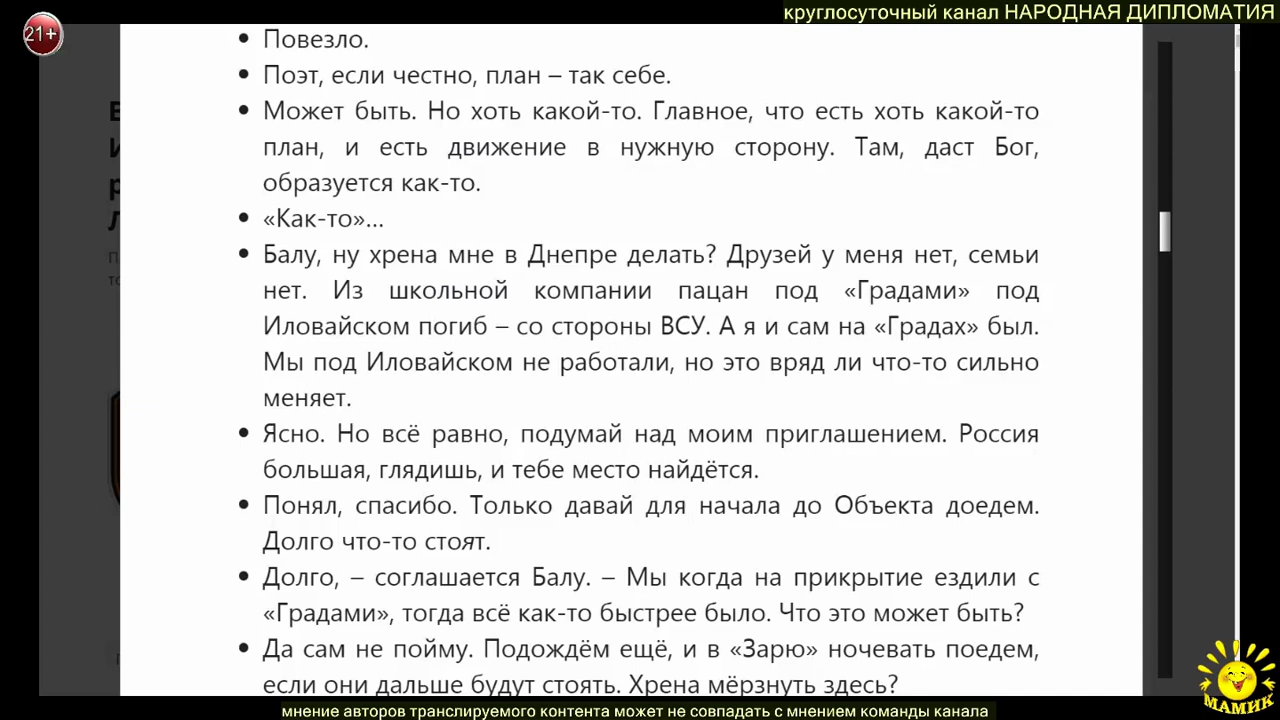 круглосуточный канал НАРОДНАЯ ДИПЛОМАТИЯ
21+
• Повезло.
• Поэт, если честно, план – так себе.
• Может быть. Но хоть какой-то. Главное, что есть хоть какой-то
план, и есть движение в нужную сторону. Там, даст Бог,
образуется как-то.
• «Как-то»...
• Балу, ну хрена мне в Днепре делать? Друзей у меня нет, семьи
нет. Из школьной компании пацан под «Градами» под
Иловайском погиб – со стороны ВСУ. А я и сам на «Градах» был.
Мы под Иловайском не работали, но это вряд ли что-то сильно
меняет.
• Ясно. Но всё равно, подумай над моим приглашением. Россия
большая, глядишь, и тебе место найдётся.
• Понял, спасибо. Только давай для начала до Объекта доедем.
Долго что-то стоят.
• Долго, – соглашается Балу. – Мы когда на прикрытие ездили с
«Градами», тогда всё как-то быстрее было. Что это может быть?
• Да сам не пойму. Подождём ещё, и в «Зарю» ночевать поедем,
если они дальше будут стоять. Хрена мёрзнуть здесь?
МАМИК
мнение авторов транслируемого контента может не совпадать с мнением команды канала